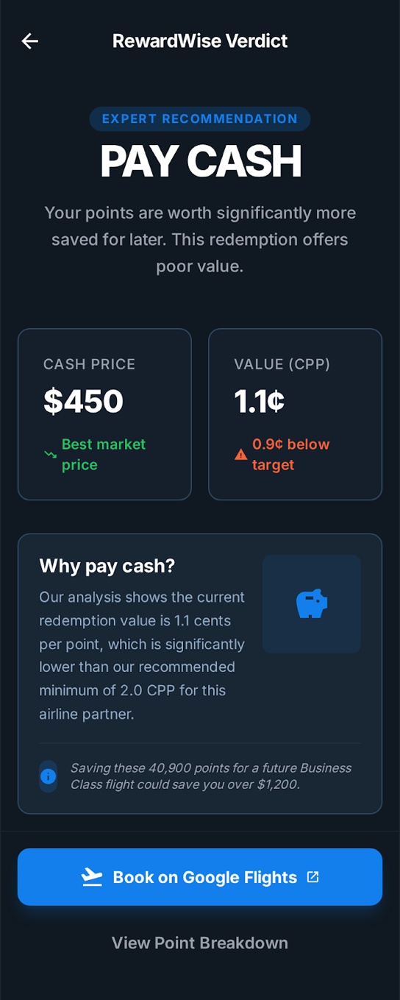 RewardWise Verdict
EXPERT RECOMMENDATION
PAY CASH
Your points are worth significantly more
saved for later. This redemption offers
poor value.
CASH PRICE
$450
Best market
price
VALUE (CPP)
1.1¢
0.9¢ below
target
Why pay cash?
Our analysis shows the current
redemption value is 1.1 cents
per point, which is significantly
lower than our recommended
minimum of 2.0 CPP for this
airline partner.
Saving these 40,900 points for a future Business
Class flight could save you over $1,200.
Book on Google Flights
View Point Breakdown